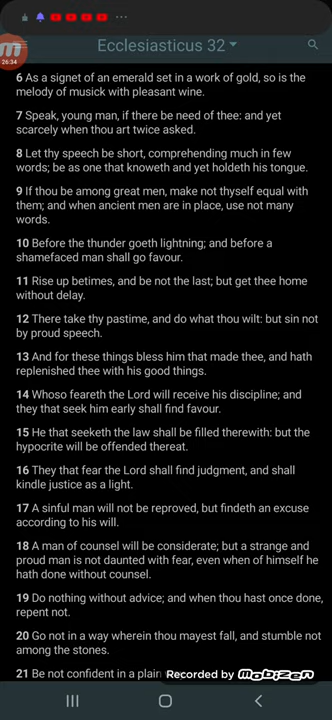 26:34
Ecclesiasticus 32
6 As a signet of an emerald set in a work of gold, so is the
melody of musick with pleasant wine.
7 Speak, young man, if there be need of thee: and yet
scarcely when thou art twice asked.
8 Let thy speech be short, comprehending much in few
words; be as one that knoweth and yet holdeth his tongue.
9 If thou be among great men, make not thyself equal with
them; and when ancient men are in place, use not many
words.
10 Before the thunder goeth lightning; and before a
shamefaced man shall go favour.
11 Rise up betimes, and be not the last; but get thee home
without delay.
12 There take thy pastime, and do what thou wilt: but sin not
by proud speech.
13 And for these things bless him that made thee, and hath
replenished thee with his good things.
14 Whoso feareth the Lord will receive his discipline; and
they that seek him early shall find favour.
15 He that seeketh the law shall be filled therewith: but the
hypocrite will be offended thereat.
16 They that fear the Lord shall find judgment, and shall
kindle justice as a light.
17 A sinful man will not be reproved, but findeth an excuse
according to his will.
18 A man of counsel will be considerate; but a strange and
proud man is not daunted with fear, even when of himself he
hath done without counsel.
19 Do nothing without advice; and when thou hast once done,
repent not.
20 Go not in a way wherein thou mayest fall, and stumble not
among the stones.
21 Be not confident in a plain
Recorded by Mobizen